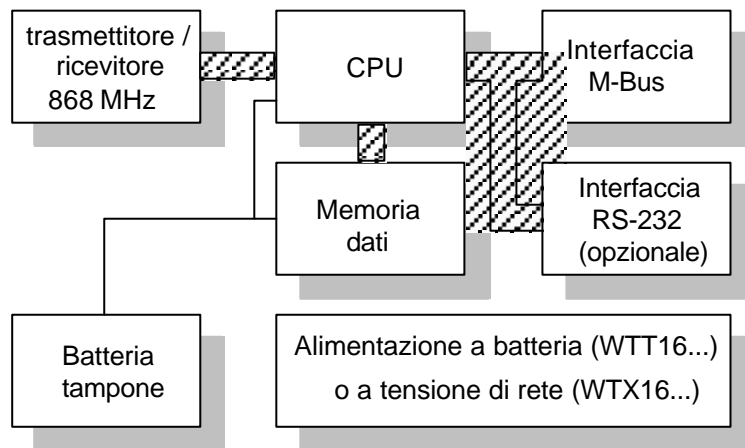 trasmettitore /
ricevitore
868 MHz
CPU
Interfaccia
M-Bus
Memoria
dati
Interfaccia
RS-232
(opzionale)
Batteria
tampone
Alimentazione a batteria (WTT16...)
o a tensione di rete (WTX16...)